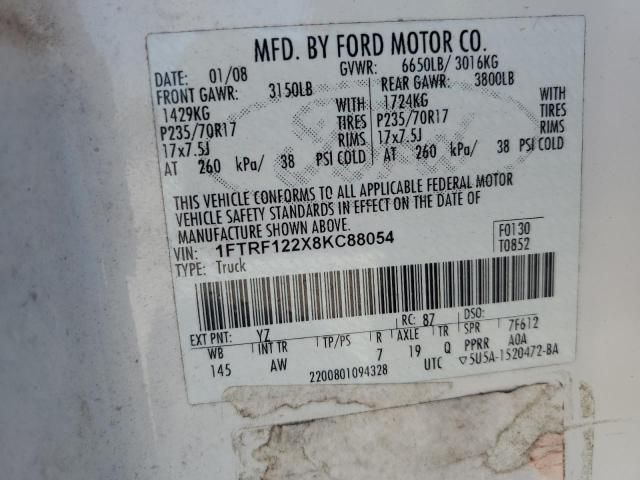 MFD. BY FORD MOTOR CO.
DATE: 01/08 GVWR: 6650LB/ 3016KG
FRONT GAWR: 3150LB REAR GAWR: 3800LB
1429KG WITH 1724KG WITH
P235/70R17 TIRES P235/70R17 TIRES
17x7.5J RIMS 17x7.5J RIMS
AT 260 kPa/ 38 PSI COLD AT 260 kPa/ 38 PSI COLD
THIS VEHICLE CONFORMS TO ALL APPLICABLE FEDERAL MOTOR
VEHICLE SAFETY STANDARDS IN EFFECT ON THE DATE OF
MANUFACTURE SHOWN ABOVE.
VIN: 1FTRF122X8KC88054 F0130
TYPE: Truck T0852
EXT PNT: YZ RC: 87 DSO:
WB INT TR TP/PS R AXLE TR SPR 7F612
145 AW 7 19 Q PPRR A0A
2200801094328 UTC ▽5U5A-1520472-BA